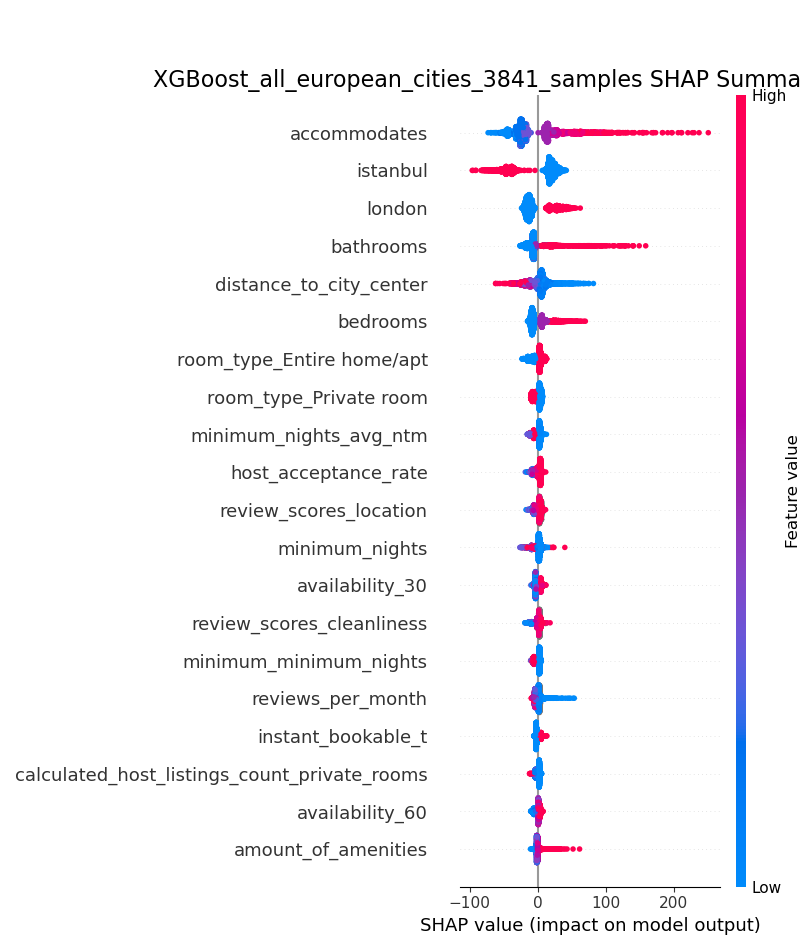 XGBoost_all_european_cities_3841_samples SHAP Summa
High
accommodates
istanbul
london
bathrooms
distance_to_city_center
bedrooms
room_type_Entire home/apt
room_type_Private room
minimum_nights_avg_ntm
host_acceptance_rate
review_scores_location
minimum_nights
availability_30
review_scores_cleanliness
minimum_minimum_nights
reviews_per_month
instant_bookable_t
calculated_host_listings_count_private_rooms
availability_60
amount_of_amenities
Feature value
Low
−100 0 100 200
SHAP value (impact on model output)